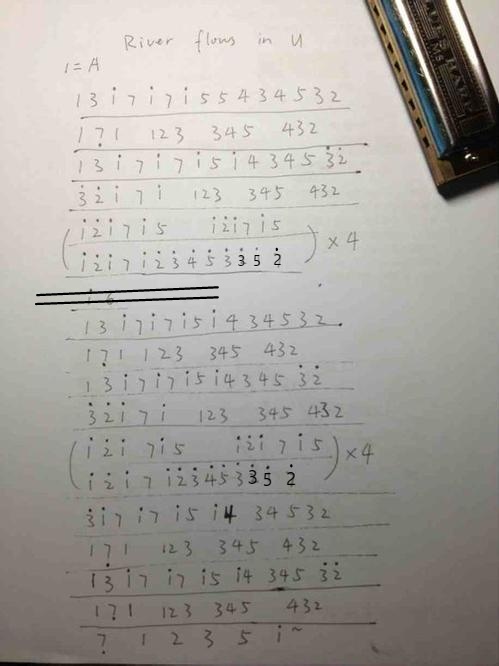 River flows in U
1=A
1 3 i 7 i 7 i 5 5 4 3 4 5 3 2
1 7̣ 1 1 2 3 3 4 5 4 3 2
1 3 i 7 i 7 i 5 i 4 3 4 5 3̇ 2̇
3̇ 2̇ i 7 i 1 2 3 3 4 5 4 3 2
( i 2̇ i 7 i 5 i 2̇ i 7 i 5
i 2̇ i 7 i 2̇ 3̇ 4̇ 5̇ 3̇ 3̇ 5̇ 2̇ ) ×4
1 3 i 7 i 7 i 5 i 4 3 4 5 3 2 .
1 7̣ 1 1 2 3 3 4 5 4 3 2
1 3 i 7 i 7 i 5 i 4 3 4 5 3̇ 2̇
3̇ 2̇ i 7 i 1 2 3 3 4 5 4 3 2
( i 2̇ i 7 i 5 i 2̇ i 7 i 5
i 2̇ i 7 i 2̇ 3̇ 4̇ 5̇ 3̇ 3̇ 5̇ 2̇ ) ×4
3̇ i 7 i 7 i 5 i 4 3 4 5 3 2
1 7 1 1 2 3 3 4 5 4 3 2
1 3 i 7 i 7 i 5 i 4 3 4 5 3̇ 2̇
1 7̣ 1 1 2 3 3 4 5 4 3 2
7̣ 1 2 3 5 i ~
BLUES HARP
MS